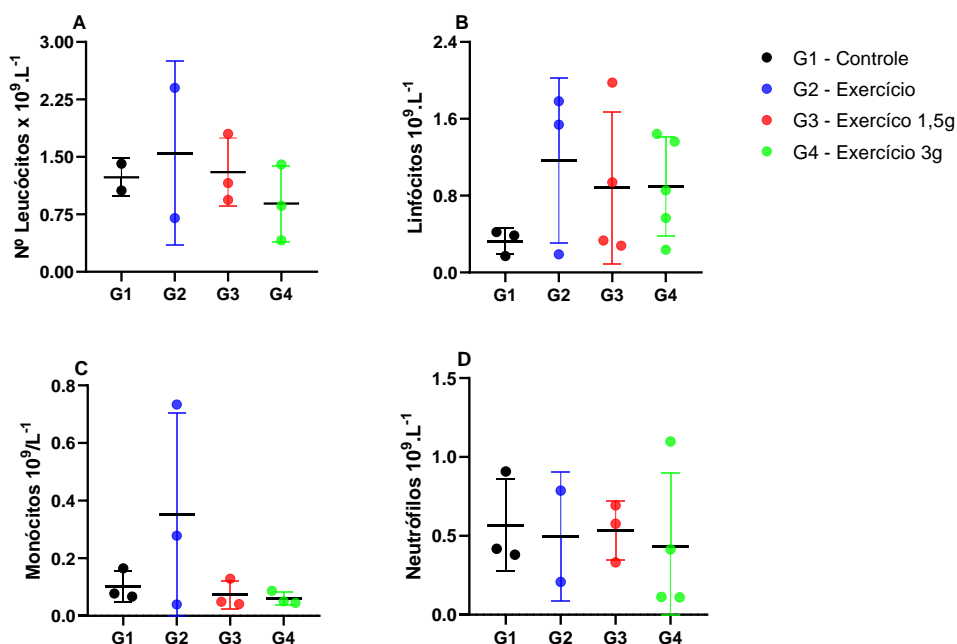 A
Nº Leucócitos x 10⁹.L⁻¹
3.00
2.25
1.50
0.75
0.00
G1 G2 G3 G4
B
Linfócitos 10⁹.L⁻¹
2.4
1.6
0.8
0.0
G1 G2 G3 G4
G1 - Controle
G2 - Exercício
G3 - Exercíco 1,5g
G4 - Exercício 3g
C
Monócitos 10⁹/L⁻¹
0.8
0.6
0.4
0.2
0.0
G1 G2 G3 G4
D
Neutrófilos 10⁹.L⁻¹
1.5
1.0
0.5
0.0
G1 G2 G3 G4